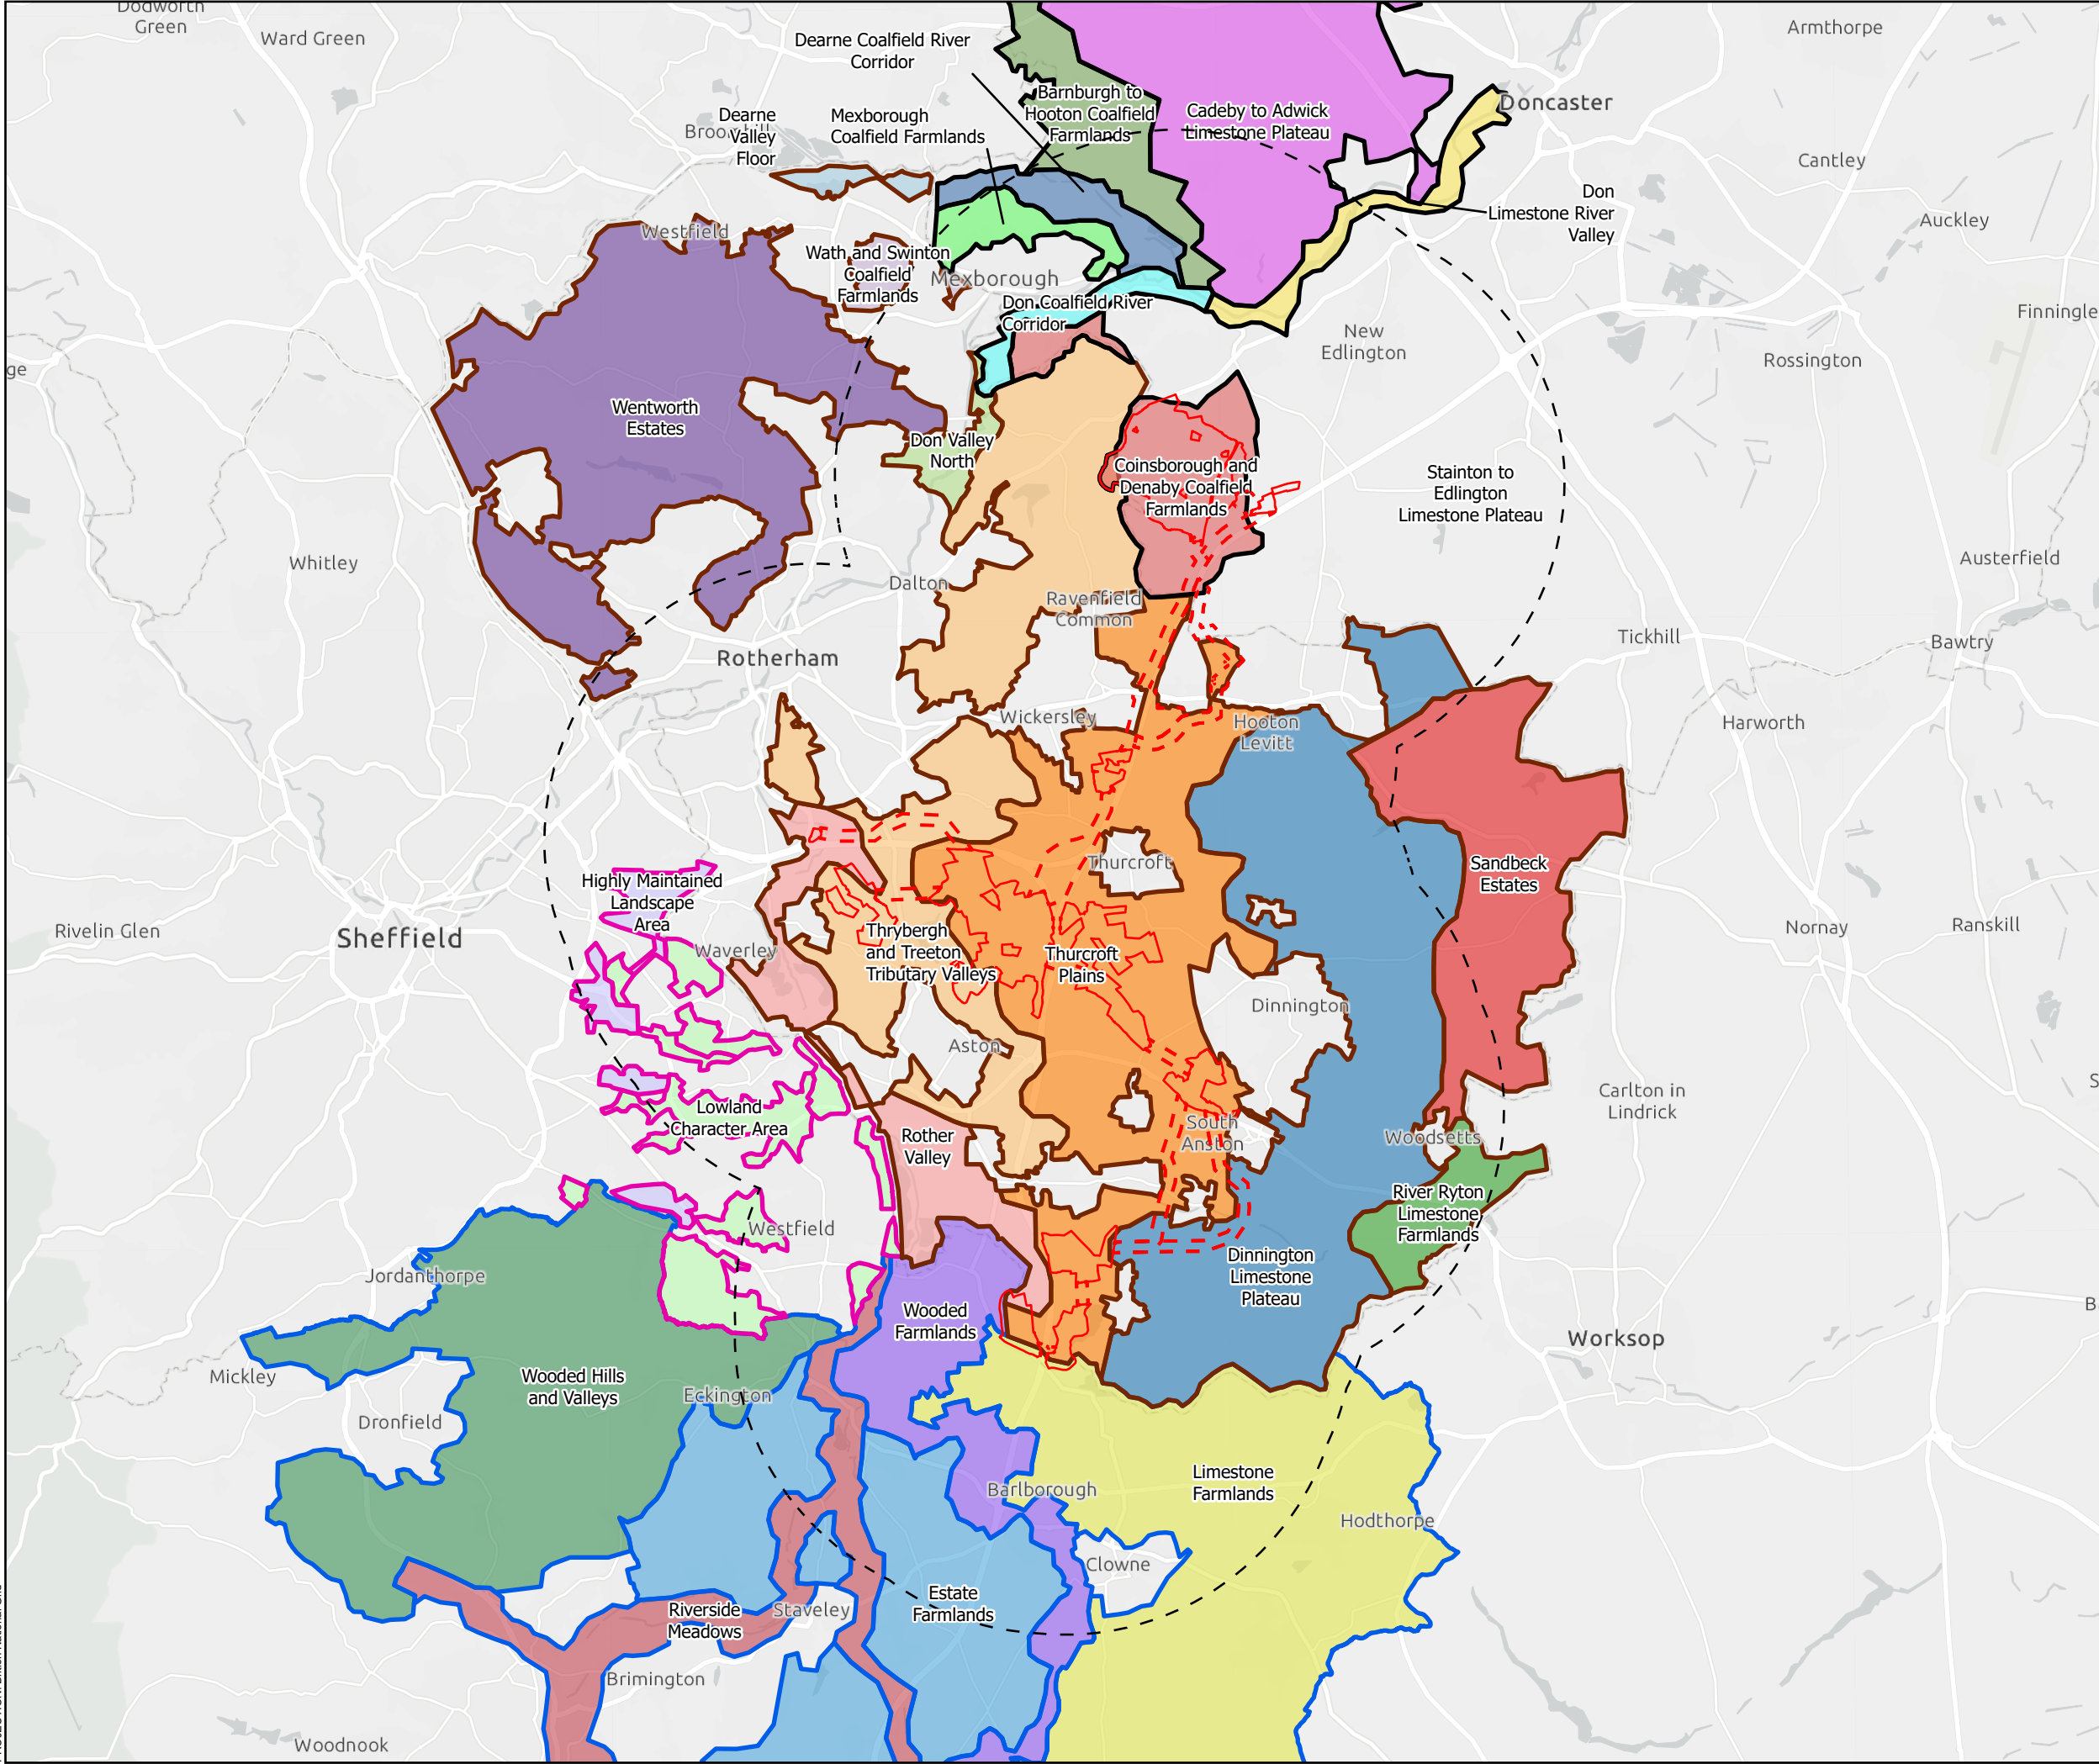 Dodworth
Green
Ward Green
Dearne Coalfield River
Corridor
Armthorpe
Barnburgh to
Hooton Coalfield
Farmlands
Cadeby to Adwick
Limestone Plateau
Doncaster
Dearne
Valley
Floor
Mexborough
Coalfield Farmlands
Cantley
Don
Limestone River
Valley
Auckley
Westfield
Wath and Swinton
Coalfield
Farmlands
Mexborough
Don Coalfield River
Corridor
New
Edlington
Finningle
Rossington
ge
Wentworth
Estates
Don Valley
North
Coinsborough and
Denaby Coalfield
Farmlands
Stainton to
Edlington
Limestone Plateau
Whitley
Dalton
Ravenfield
Common
Austerfield
Tickhill
Bawtry
Rotherham
Wickersley
Hooton
Levitt
Harworth
Thurcroft
Sandbeck
Estates
Highly Maintained
Landscape
Area
Rivelin Glen
Sheffield
Waverley
Thrybergh
and Treeton
Tributary Valleys
Thurcroft
Plains
Nornay
Ranskill
Dinnington
Aston
Carlton in
Lindrick
S
Lowland
Character Area
Rother
Valley
South
Anston
Woodsetts
River Ryton
Limestone
Farmlands
Westfield
Jordanthorpe
Dinnington
Limestone
Plateau
B
Wooded
Farmlands
Worksop
Mickley
Wooded Hills
and Valleys
Eckington
Dronfield
Limestone
Farmlands
Barlborough
Hodthorpe
Clowne
Estate
Farmlands
Riverside
Meadows
Staveley
Brimington
Woodnook